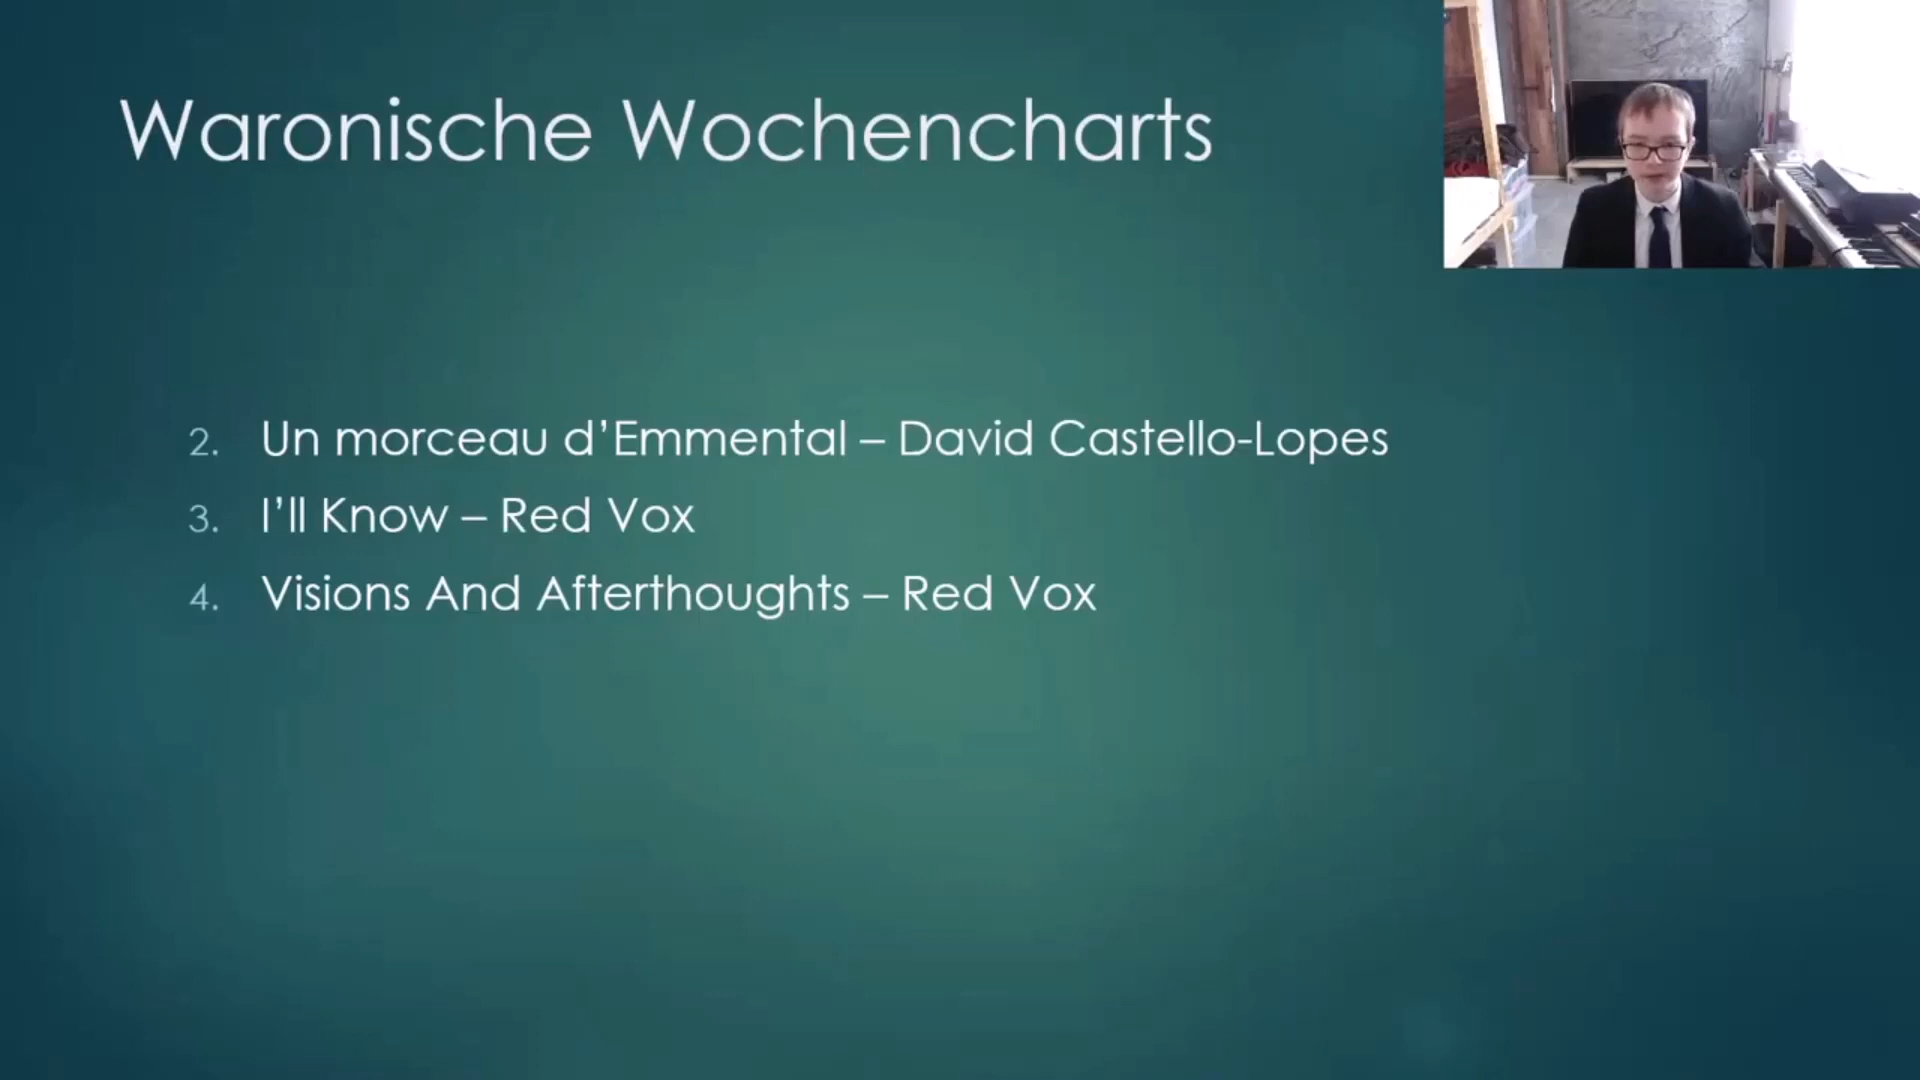 Waronische Wochencharts
2. Un morceau d’Emmental – David Castello-Lopes
3. I’ll Know – Red Vox
4. Visions And Afterthoughts – Red Vox